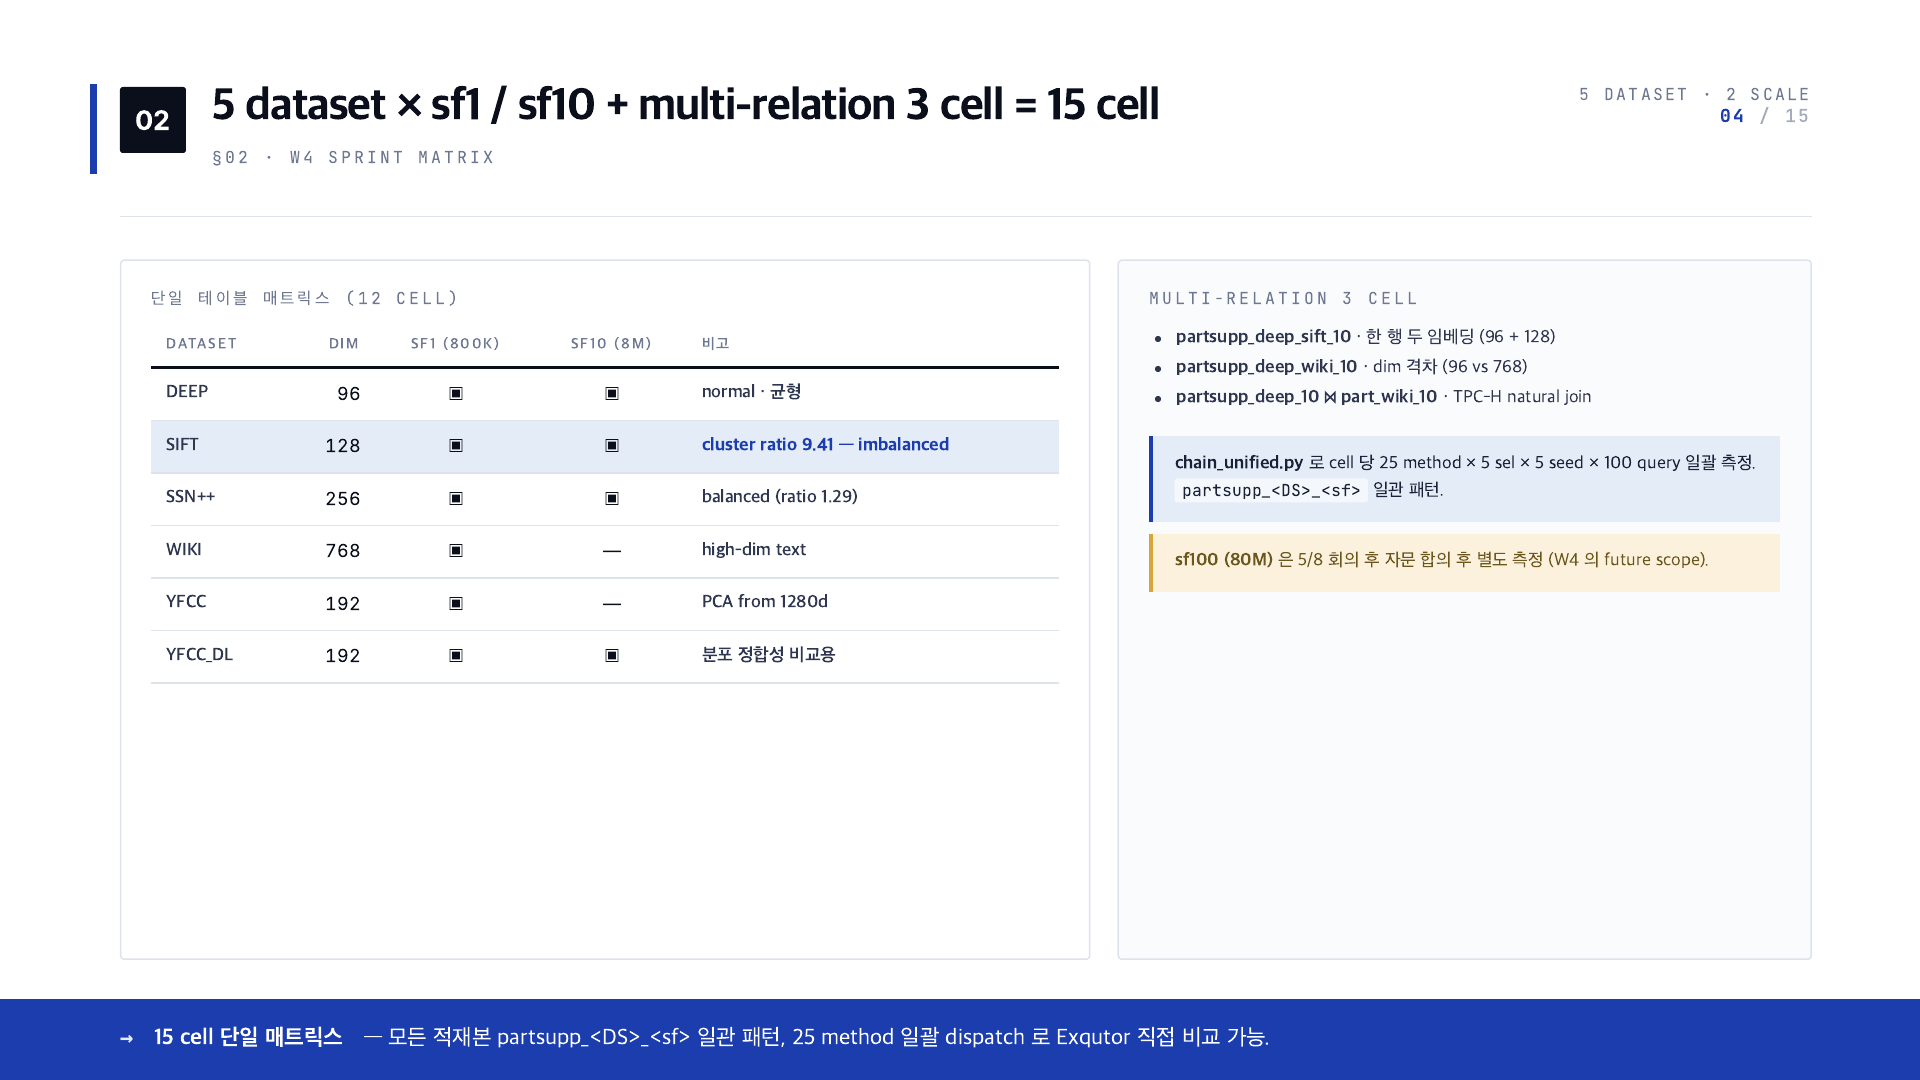 02
5 dataset × sf1 / sf10 + multi-relation 3 cell = 15 cell
§02 · W4 SPRINT MATRIX
5 DATASET · 2 SCALE
04 / 15
단일 테이블 매트릭스 (12 CELL)
DATASET DIM SF1 (800K) SF10 (8M) 비고
DEEP 96 ▣ ▣ normal · 균형
SIFT 128 ▣ ▣ cluster ratio 9.41 — imbalanced
SSN++ 256 ▣ ▣ balanced (ratio 1.29)
WIKI 768 ▣ — high-dim text
YFCC 192 ▣ — PCA from 1280d
YFCC_DL 192 ▣ ▣ 분포 정합성 비교용
MULTI-RELATION 3 CELL
• partsupp_deep_sift_10 · 한 행 두 임베딩 (96 + 128)
• partsupp_deep_wiki_10 · dim 격차 (96 vs 768)
• partsupp_deep_10 ⋈ part_wiki_10 · TPC-H natural join
chain_unified.py 로 cell 당 25 method × 5 sel × 5 seed × 100 query 일괄 측정.
partsupp_<DS>_<sf> 일관 패턴.
sf100 (80M) 은 5/8 회의 후 자문 합의 후 별도 측정 (W4 의 future scope).
→ 15 cell 단일 매트릭스 — 모든 적재본 partsupp_<DS>_<sf> 일관 패턴, 25 method 일괄 dispatch 로 Exqutor 직접 비교 가능.